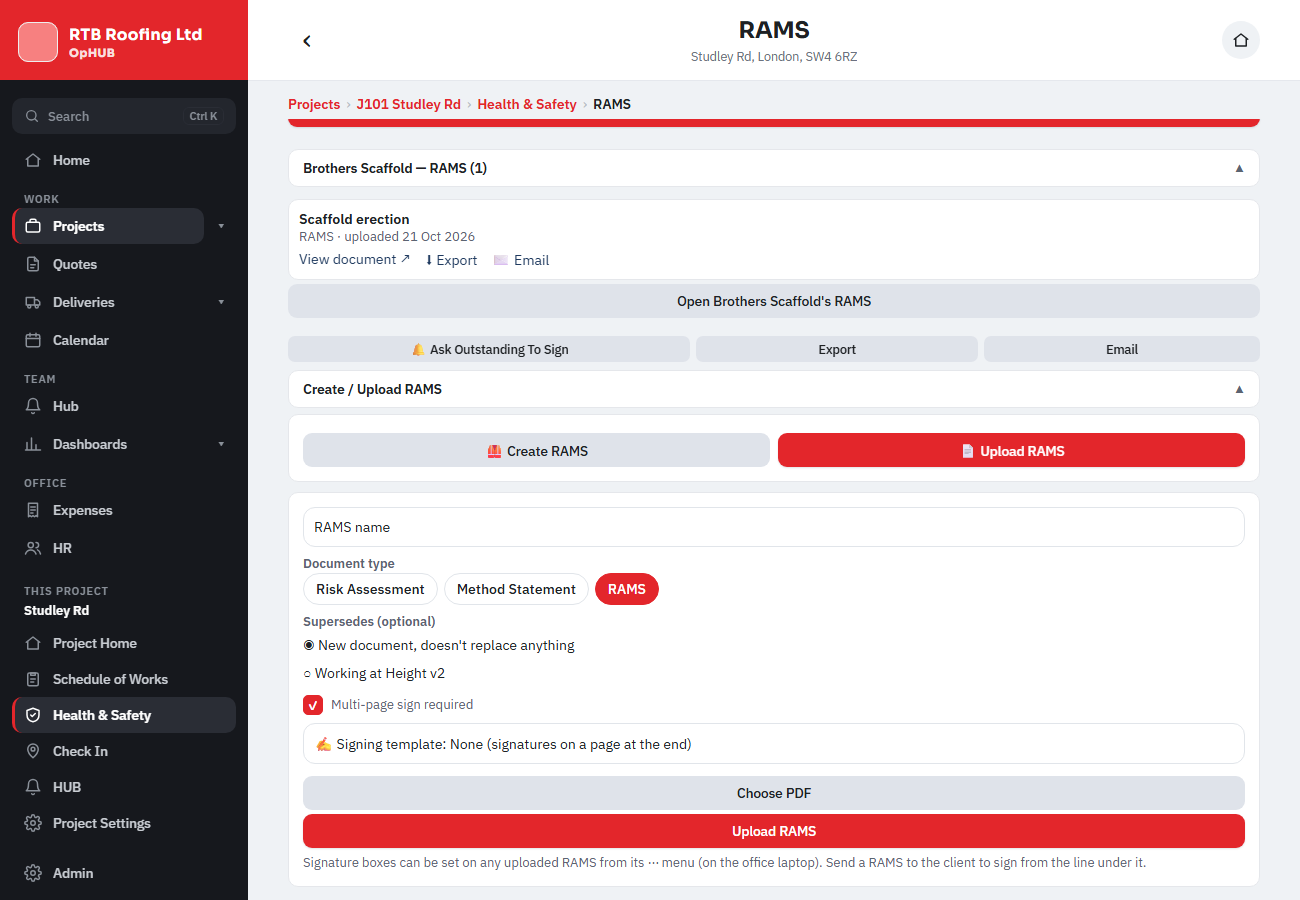 RTB Roofing Ltd
OpHUB
Search Ctrl K
Home
WORK
Projects
Quotes
Deliveries
Calendar
TEAM
Hub
Dashboards
OFFICE
Expenses
HR
THIS PROJECT
Studley Rd
Project Home
Schedule of Works
Health & Safety
Check In
HUB
Project Settings
Admin
RAMS
Studley Rd, London, SW4 6RZ
Projects › J101 Studley Rd › Health & Safety › RAMS
Brothers Scaffold — RAMS (1)
Scaffold erection
RAMS · uploaded 21 Oct 2026
View document ↗ ⬇ Export ✉ Email
Open Brothers Scaffold's RAMS
🔔 Ask Outstanding To Sign Export Email
Create / Upload RAMS
Create RAMS Upload RAMS
RAMS name
Document type
Risk Assessment Method Statement RAMS
Supersedes (optional)
◉ New document, doesn't replace anything
○ Working at Height v2
Multi-page sign required
✍ Signing template: None (signatures on a page at the end)
Choose PDF
Upload RAMS
Signature boxes can be set on any uploaded RAMS from its ··· menu (on the office laptop). Send a RAMS to the client to sign from the line under it.